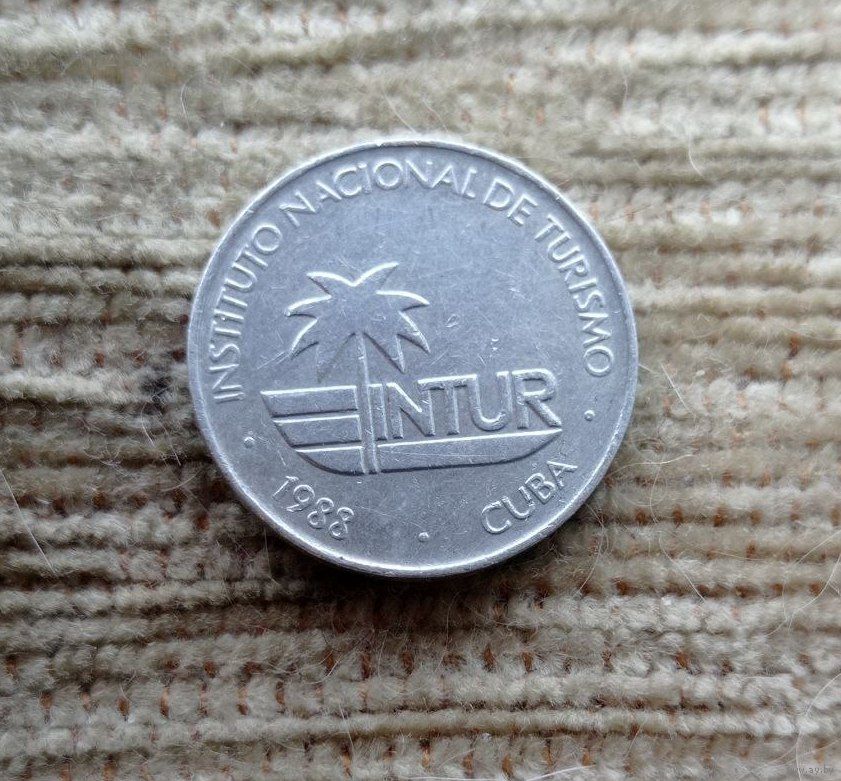 INSTITUTO NACIONAL DE TURISMO
INTUR
1988 · CUBA